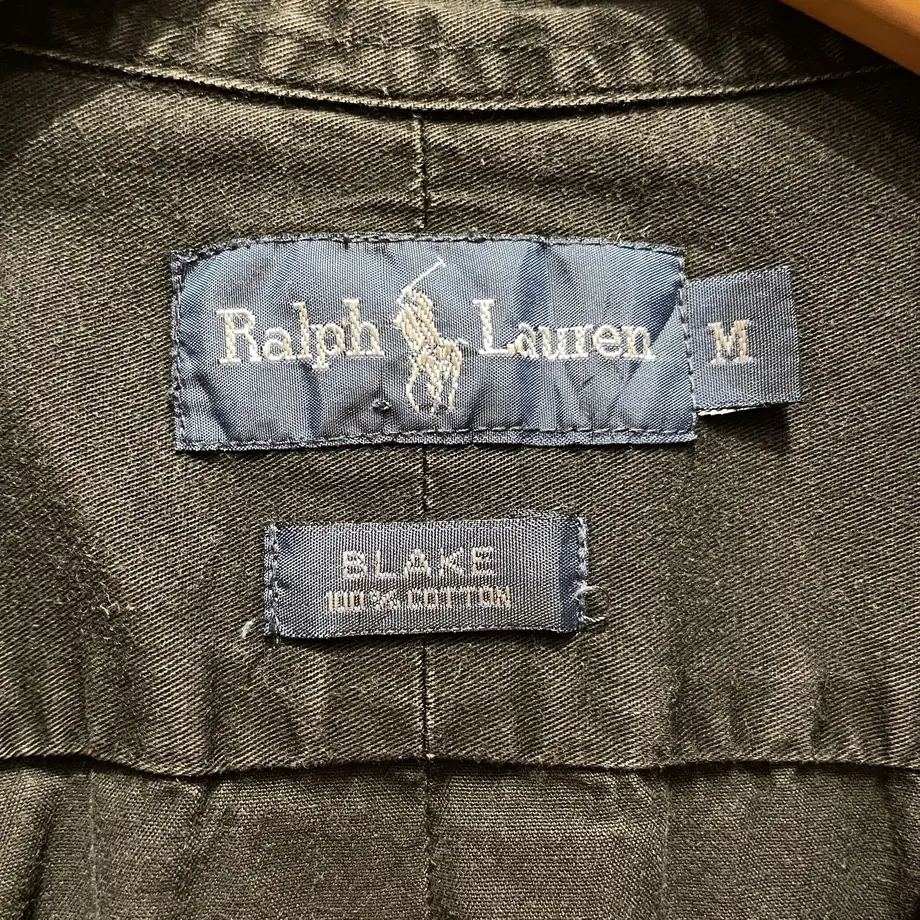 Ralph Lauren M
BLAKE
100% COTTON